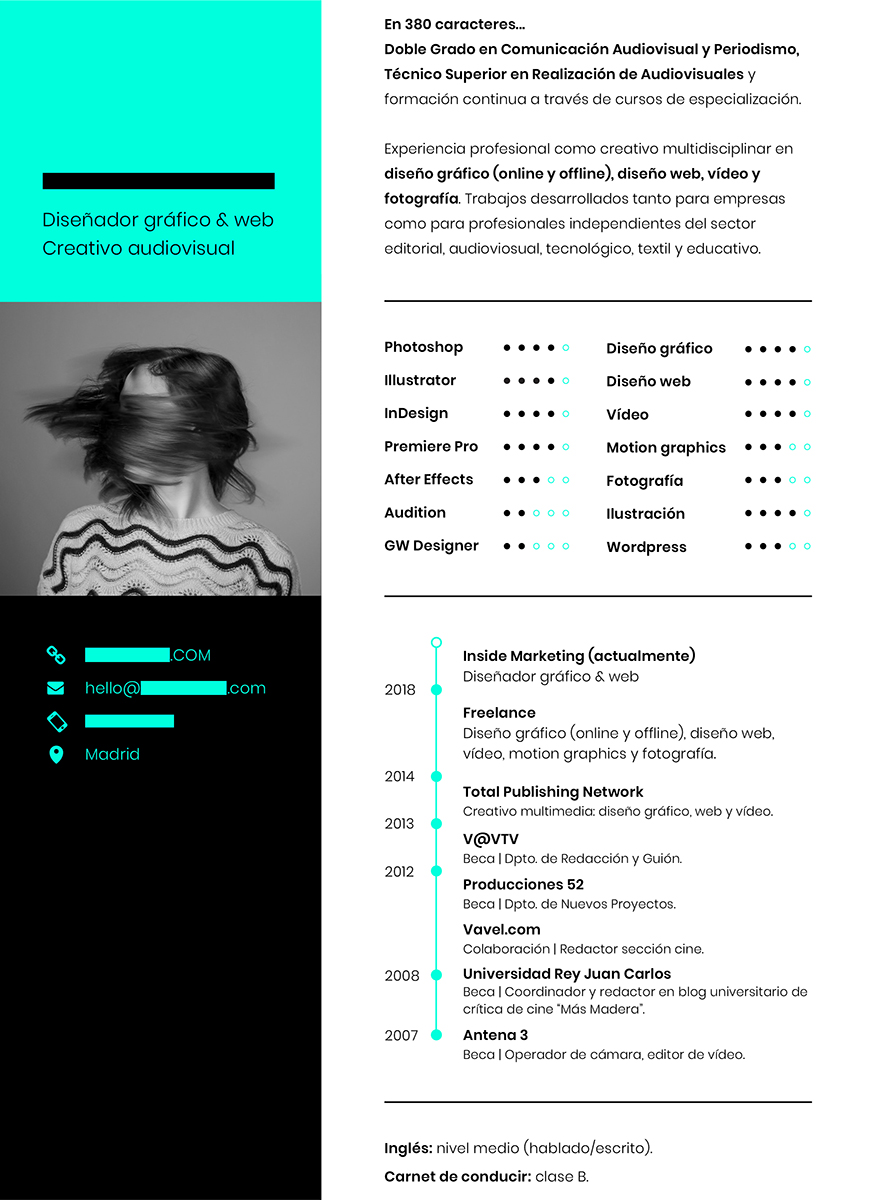 Diseñador gráfico & web
Creativo audiovisual
.COM
hello@
.com
Madrid
En 380 caracteres...
Doble Grado en Comunicación Audiovisual y Periodismo,
Técnico Superior en Realización de Audiovisuales y
formación continua a través de cursos de especialización.
Experiencia profesional como creativo multidisciplinar en
diseño gráfico (online y offline), diseño web, vídeo y
fotografía. Trabajos desarrollados tanto para empresas
como para profesionales independientes del sector
editorial, audioviosual, tecnológico, textil y educativo.
Photoshop
Illustrator
InDesign
Premiere Pro
After Effects
Audition
GW Designer
Diseño gráfico
Diseño web
Vídeo
Motion graphics
Fotografía
Ilustración
Wordpress
Inside Marketing (actualmente)
Diseñador gráfico & web
2018
Freelance
Diseño gráfico (online y offline), diseño web,
vídeo, motion graphics y fotografía.
2014
Total Publishing Network
Creativo multimedia: diseño gráfico, web y vídeo.
2013
V@VTV
Beca | Dpto. de Redacción y Guión.
2012
Producciones 52
Beca | Dpto. de Nuevos Proyectos.
Vavel.com
Colaboración | Redactor sección cine.
2008
Universidad Rey Juan Carlos
Beca | Coordinador y redactor en blog universitario de
crítica de cine “Más Madera”.
2007
Antena 3
Beca | Operador de cámara, editor de vídeo.
Inglés: nivel medio (hablado/escrito).
Carnet de conducir: clase B.